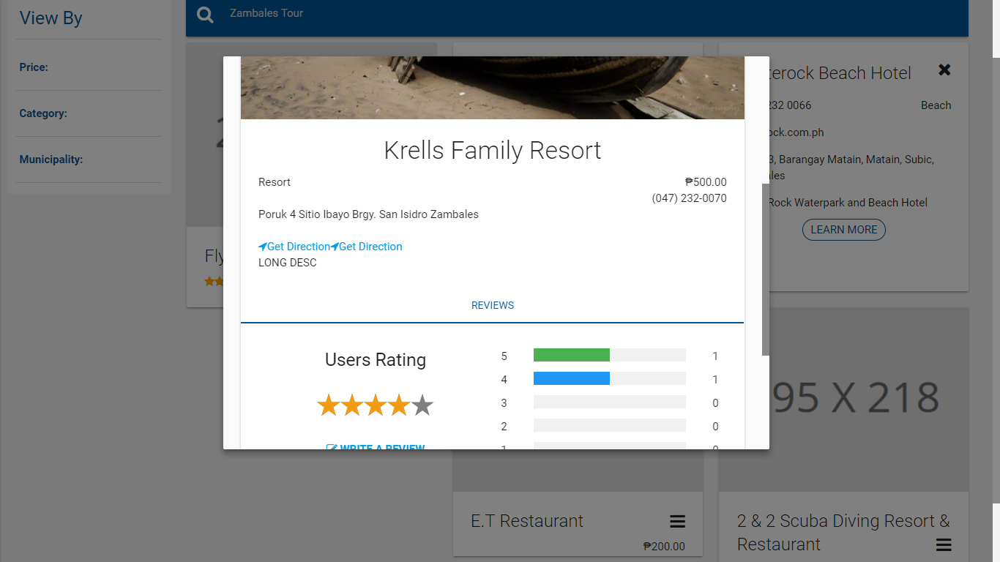 View By
Price:
Category:
Municipality:
Zambales Tour
Krells Family Resort
Resort
₱500.00
(047) 232-0070
Poruk 4 Sitio Ibayo Brgy. San Isidro Zambales
Get Direction Get Direction
LONG DESC
REVIEWS
Users Rating
WRITE A REVIEW
5 1
4 1
3 0
2 0
1 0
terock Beach Hotel
232 0066
Beach
ock.com.ph
3, Barangay Matain, Matain, Subic,
ales
Rock Waterpark and Beach Hotel
LEARN MORE
Fly
95 X 218
E.T Restaurant
₱200.00
2 & 2 Scuba Diving Resort &
Restaurant